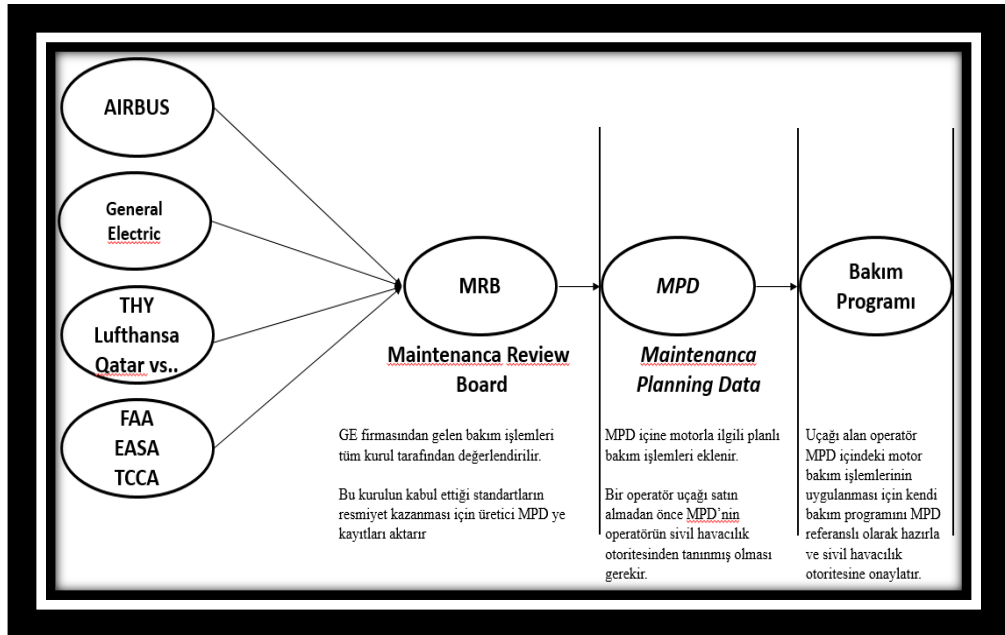 AIRBUS
General
Electric
THY
Lufthansa
Qatar vs..
FAA
EASA
TCCA
MRB
Maintenanca Review
Board
GE firmasından gelen bakım işlemleri
tüm kurul tarafından değerlendirilir.
Bu kurulun kabul ettiği standartların
resmiyet kazanması için üretici MPD ye
kayıtları aktarır
MPD
Maintenanca
Planning Data
MPD içine motorla ilgili planlı
bakım işlemleri eklenir.
Bir operatör uçağı satın
almadan önce MPD'nin
operatörün sivil havacılık
otoritesinden tanınmış olması
gerekir.
Bakım
Programı
Uçağı alan operatör
MPD içindeki motor
bakım işlemlerinin
uygulanması için kendi
bakım programını MPD
referanslı olarak hazırla
ve sivil havacılık
otoritesine onaylatır.